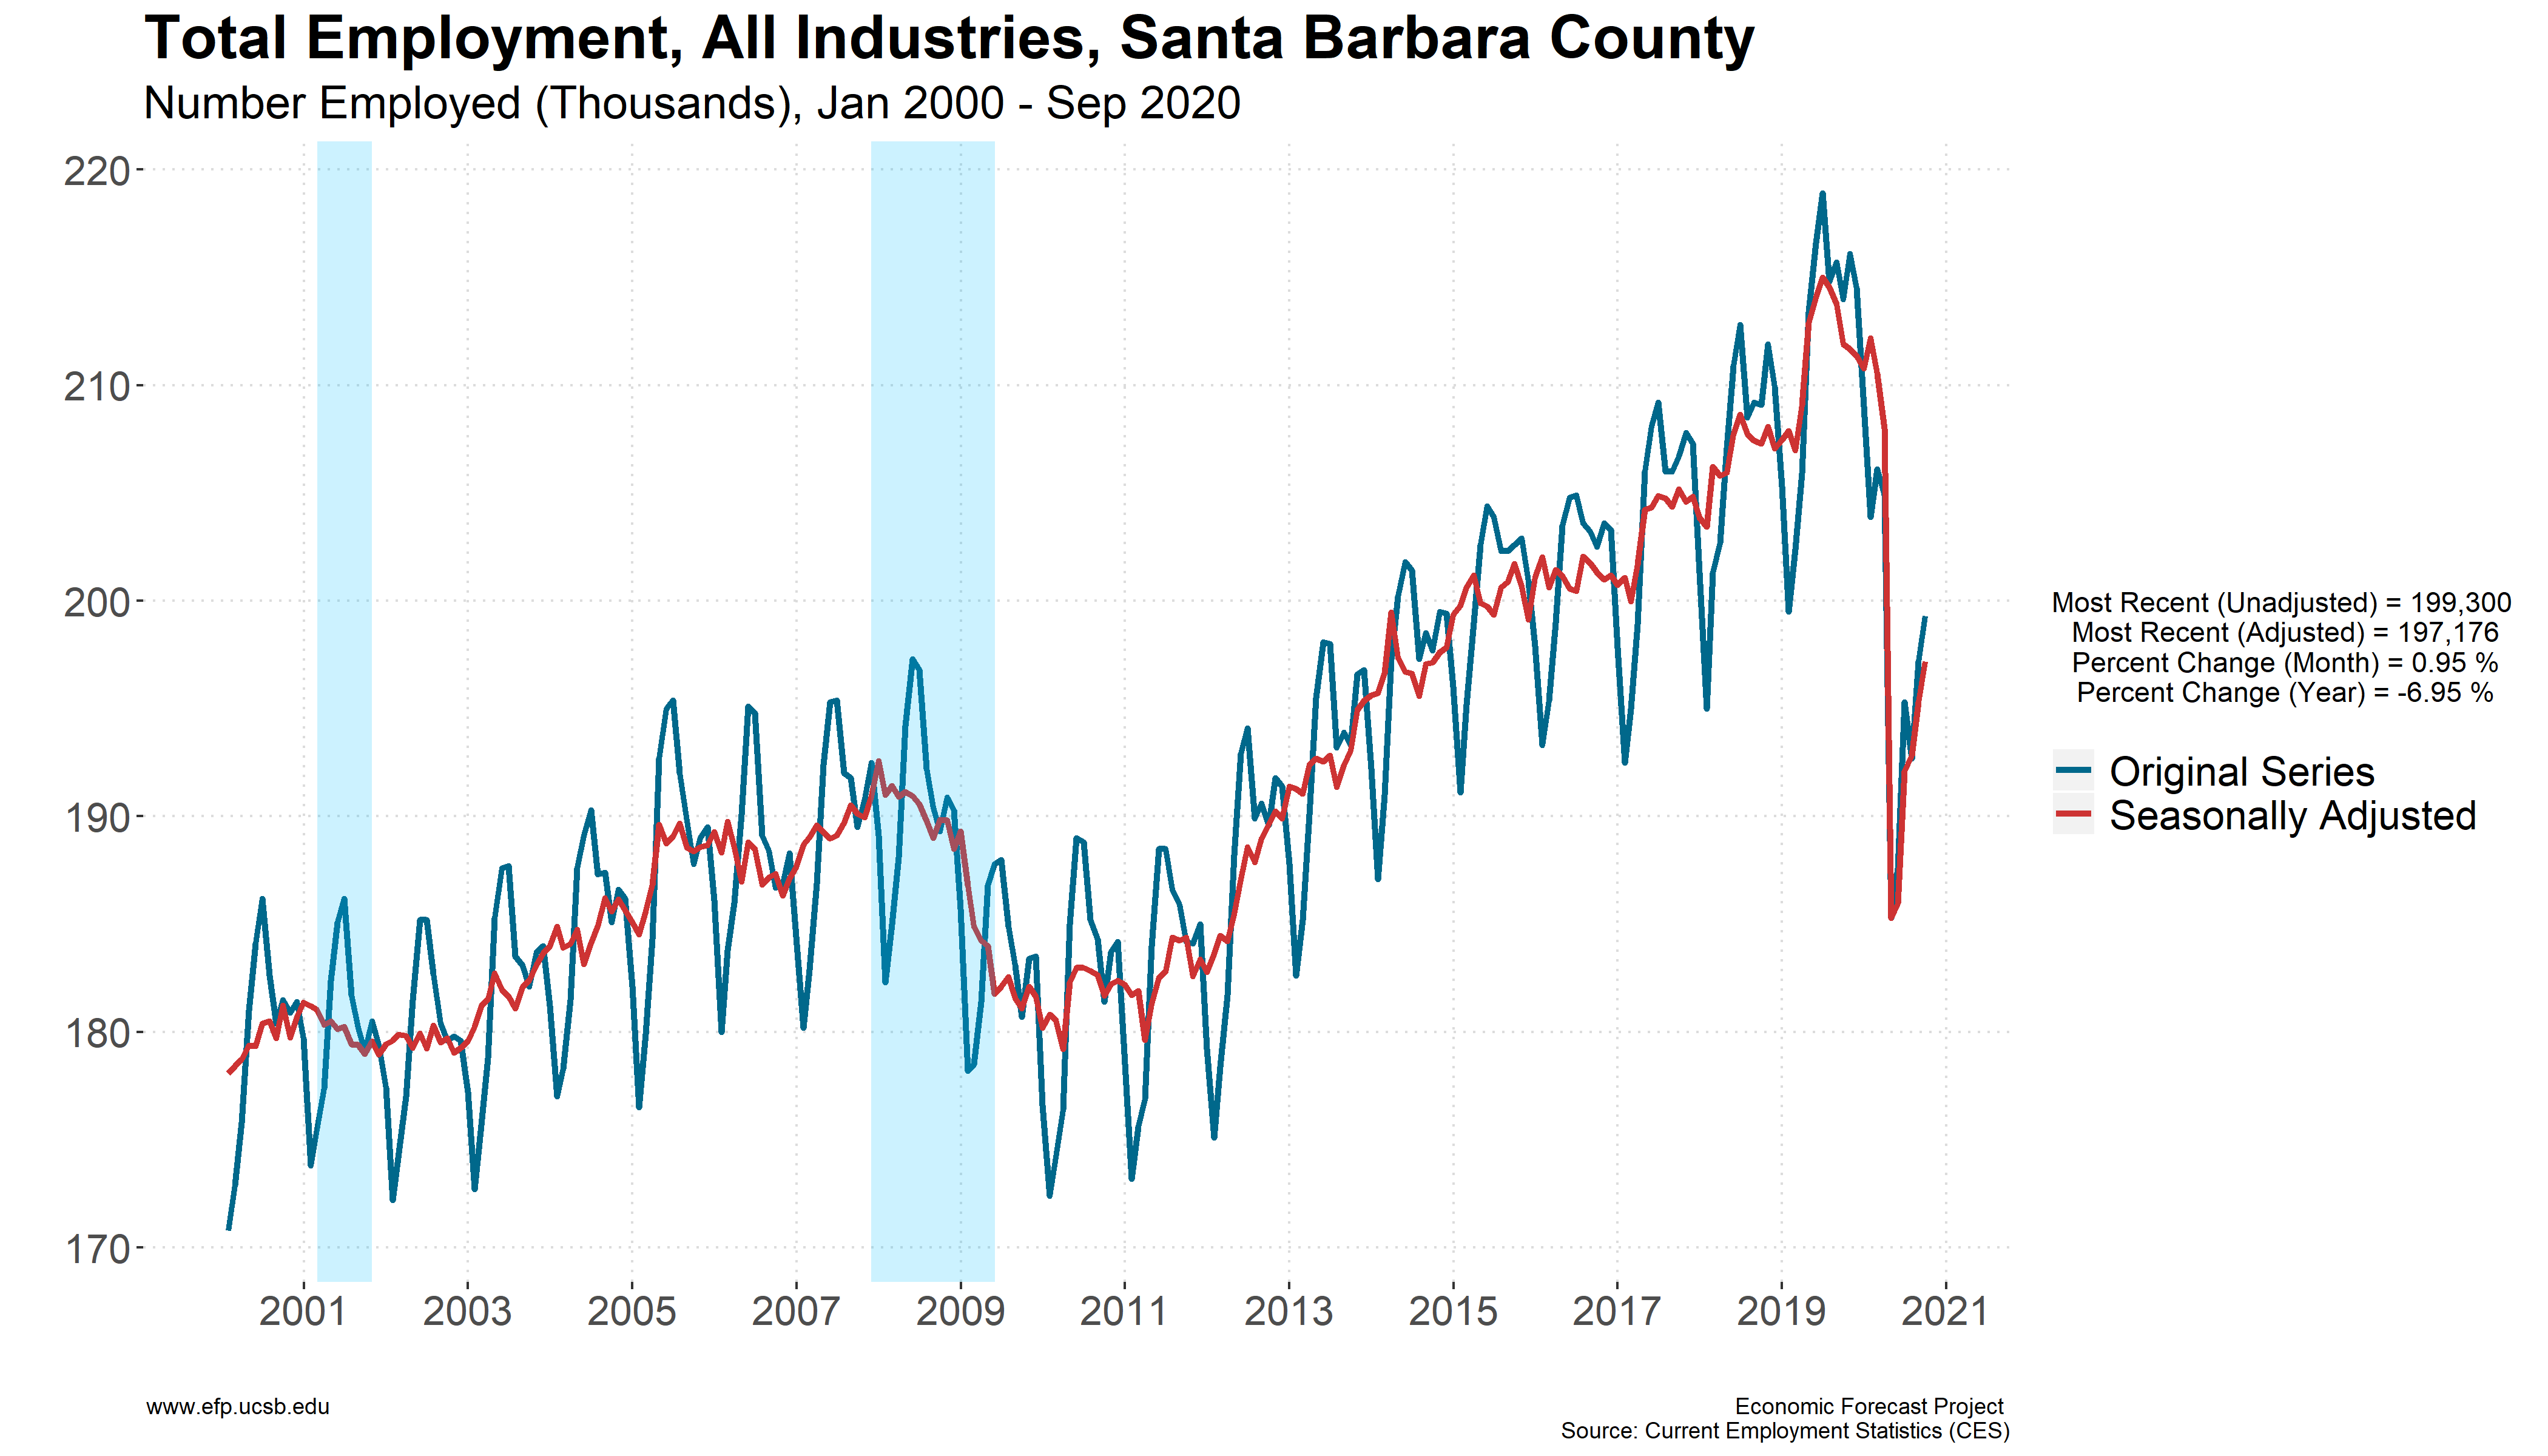 Total Employment, All Industries, Santa Barbara County
Number Employed (Thousands), Jan 2000 - Sep 2020
220
210
200
190
180
170
2001 2003 2005 2007 2009 2011 2013 2015 2017 2019 2021
Most Recent (Unadjusted) = 199,300
Most Recent (Adjusted) = 197,176
Percent Change (Month) = 0.95 %
Percent Change (Year) = -6.95 %
Original Series
Seasonally Adjusted
www.efp.ucsb.edu
Economic Forecast Project
Source: Current Employment Statistics (CES)